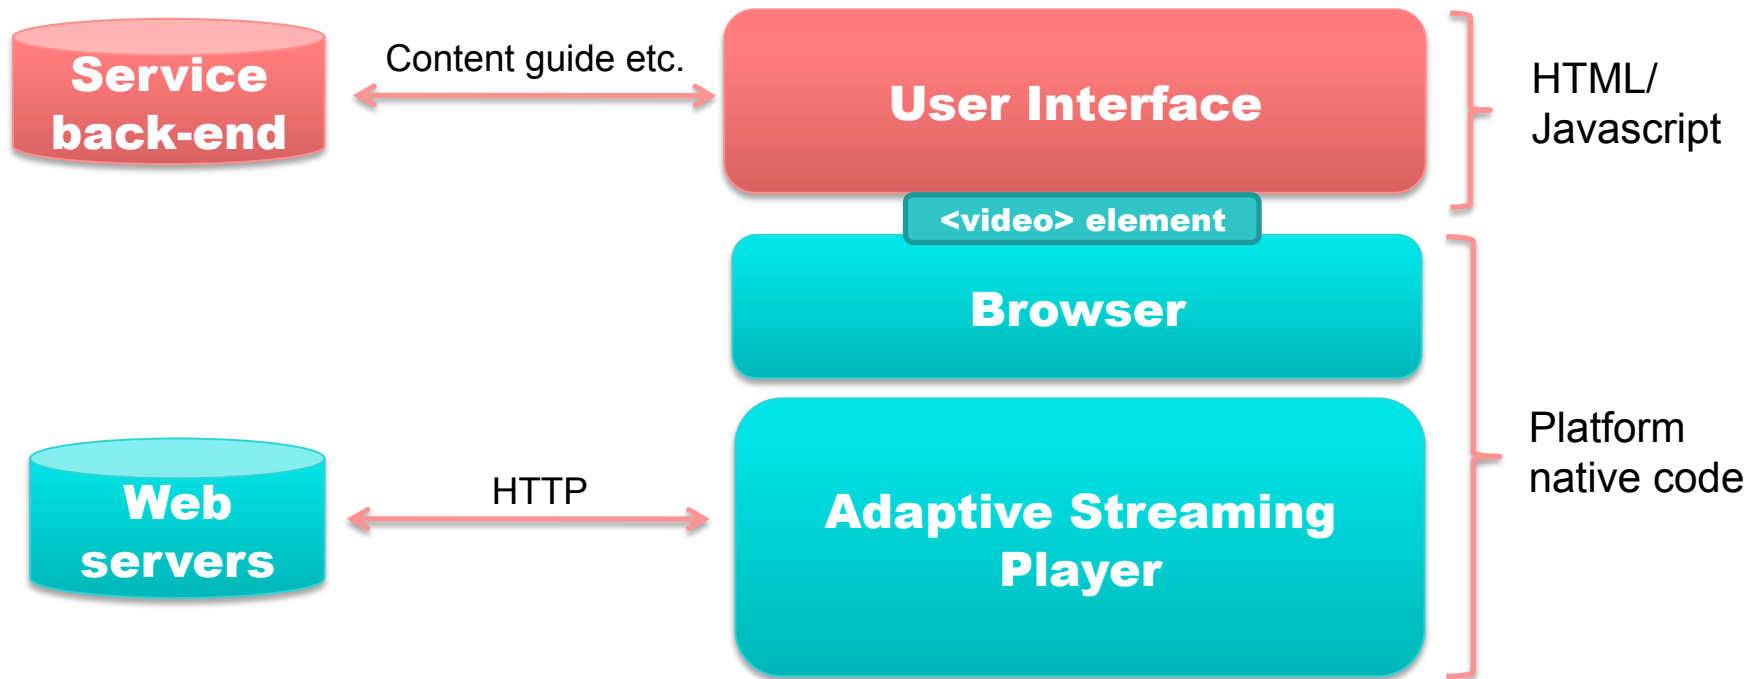 Service
back-end
Content guide etc.
User Interface
HTML/
Javascript
<video> element
Browser
Platform
native code
Web
servers
HTTP
Adaptive Streaming
Player